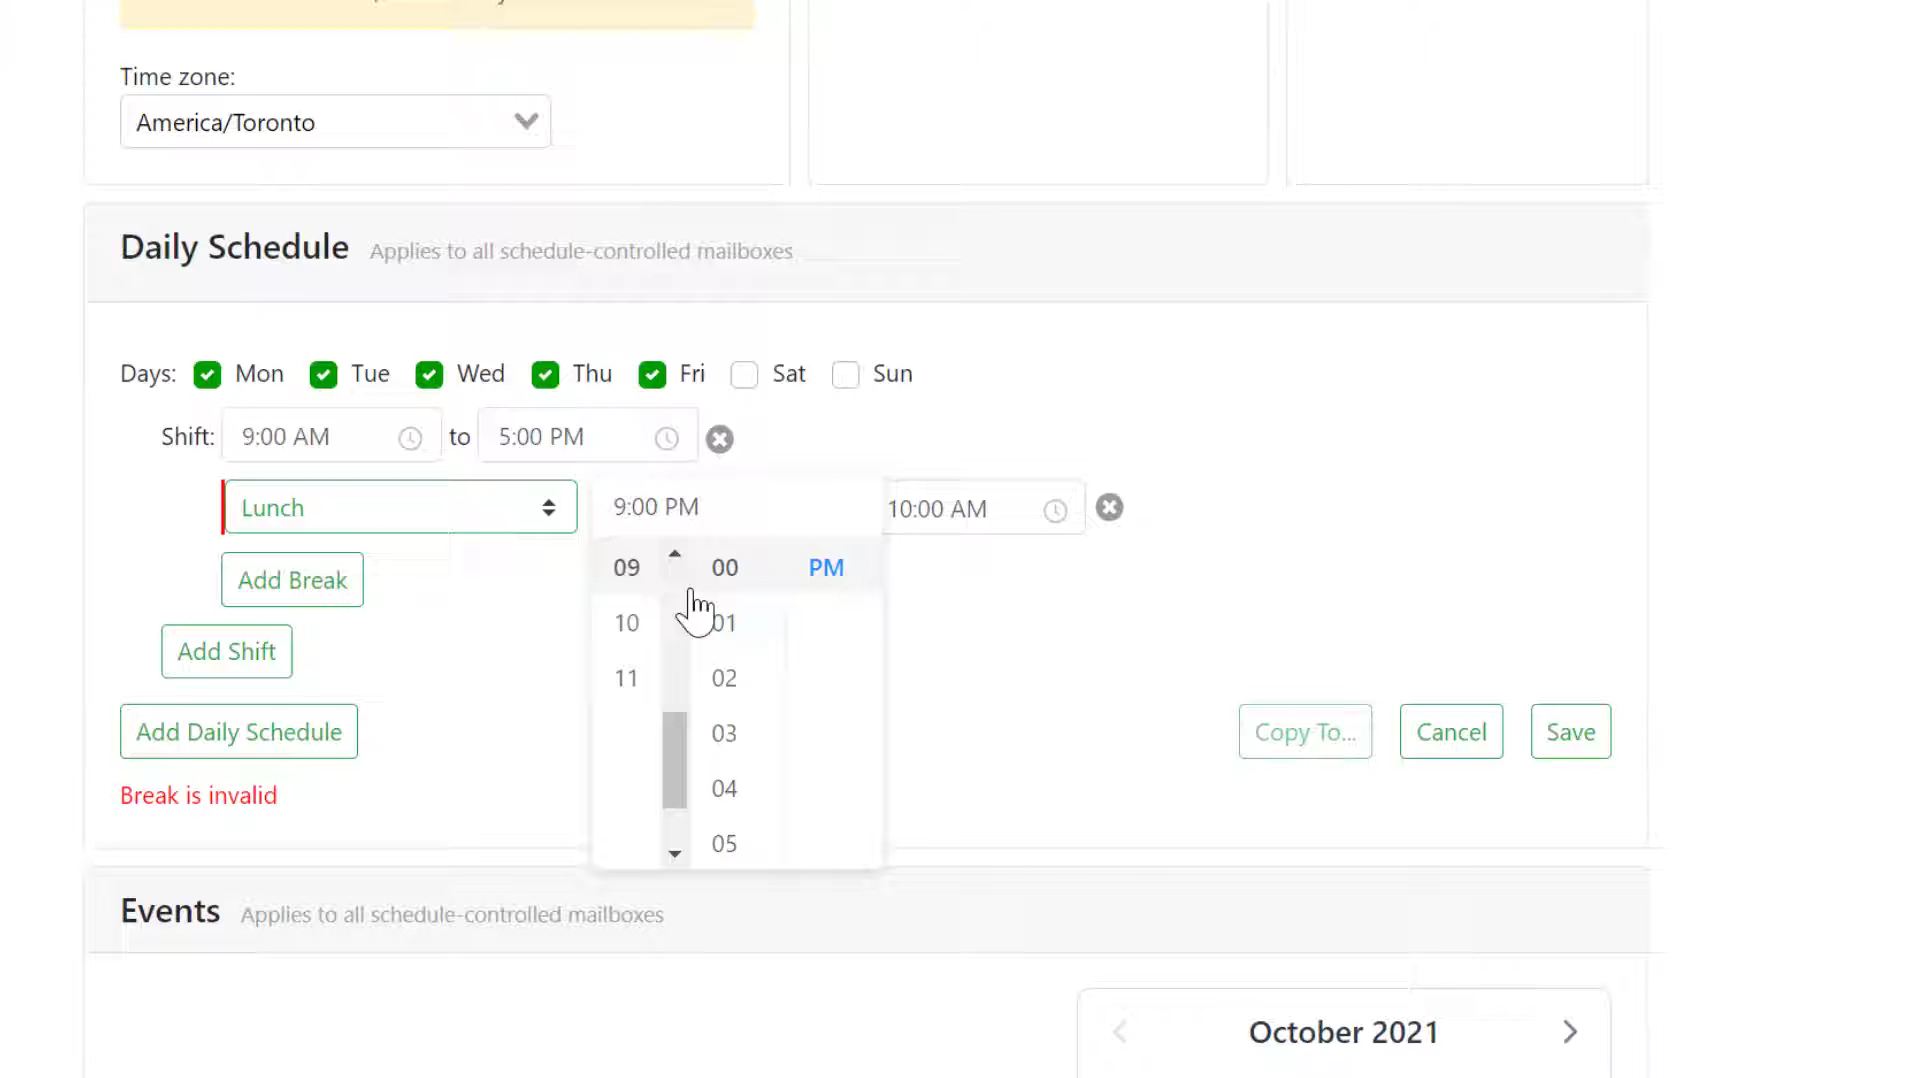 Time zone:
America/Toronto
Daily Schedule Applies to all schedule-controlled mailboxes
Days: Mon Tue Wed Thu Fri Sat Sun
Shift: 9:00 AM to 5:00 PM
Lunch 9:00 PM 10:00 AM
09 00 PM
Add Break
10 01
Add Shift
11 02
Add Daily Schedule 03 Copy To... Cancel Save
Break is invalid 04
05
Events Applies to all schedule-controlled mailboxes
October 2021